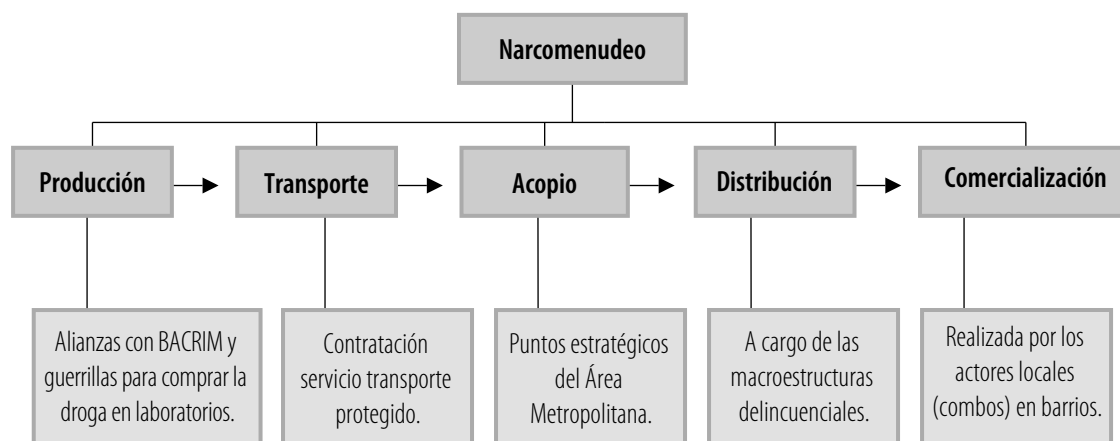 Narcomenudeo
Producción
Transporte
Acopio
Distribución
Comercialización
Alianzas con BACRIM y
guerrillas para comprar la
droga en laboratorios.
Contratación
servicio transporte
protegido.
Puntos estratégicos
del Área
Metropolitana.
A cargo de las
macroestructuras
delincuenciales.
Realizada por los
actores locales
(combos) en barrios.